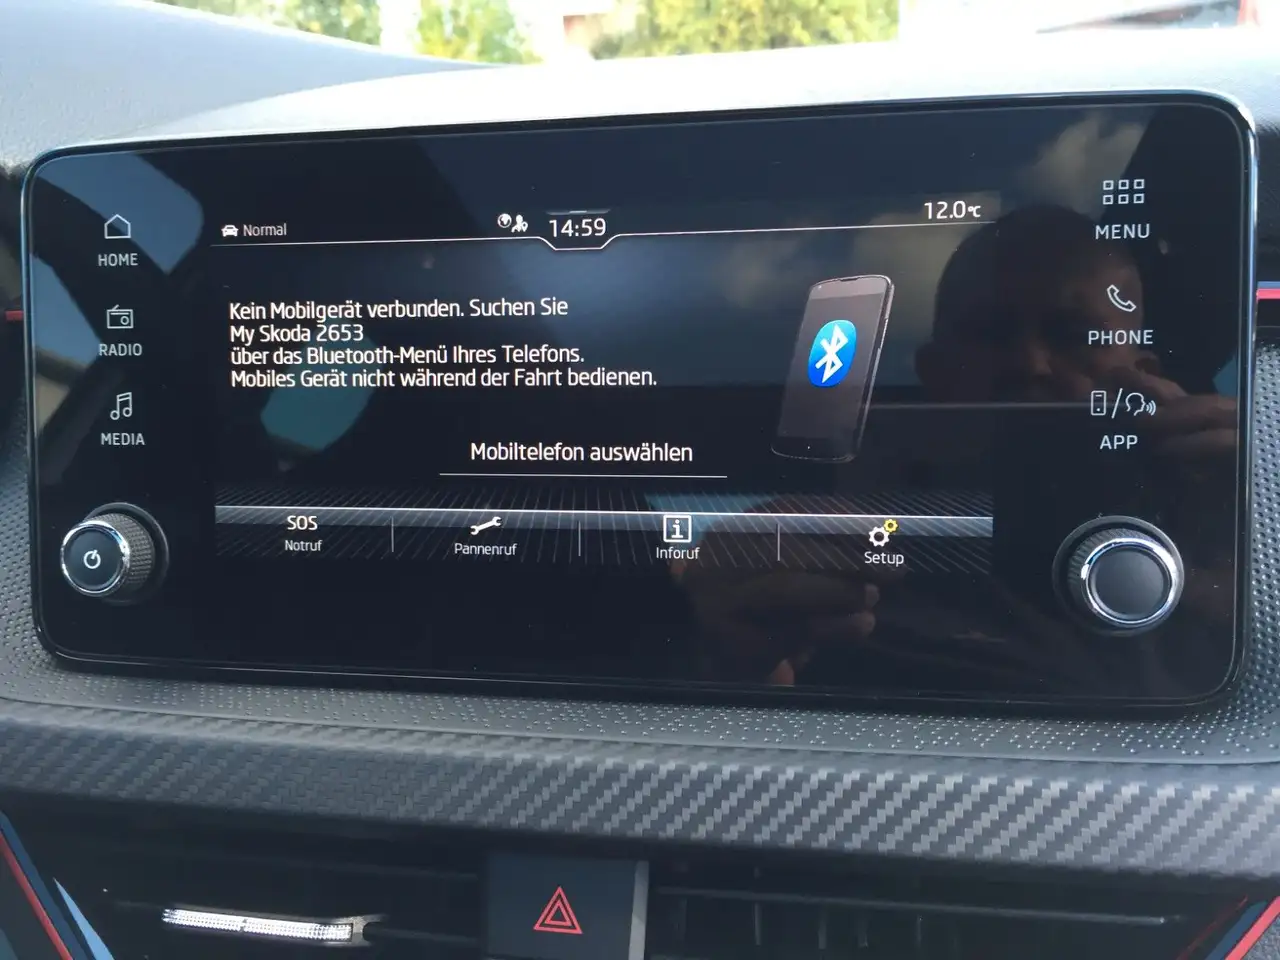 Normal
14:59
12.0°C
HOME
RADIO
MEDIA
Kein Mobilgerät verbunden. Suchen Sie
My Skoda 2653
über das Bluetooth-Menü Ihres Telefons.
Mobiles Gerät nicht während der Fahrt bedienen.
Mobiltelefon auswählen
SOS
Notruf
Pannenruf
i
Inforuf
Setup
MENU
PHONE
APP